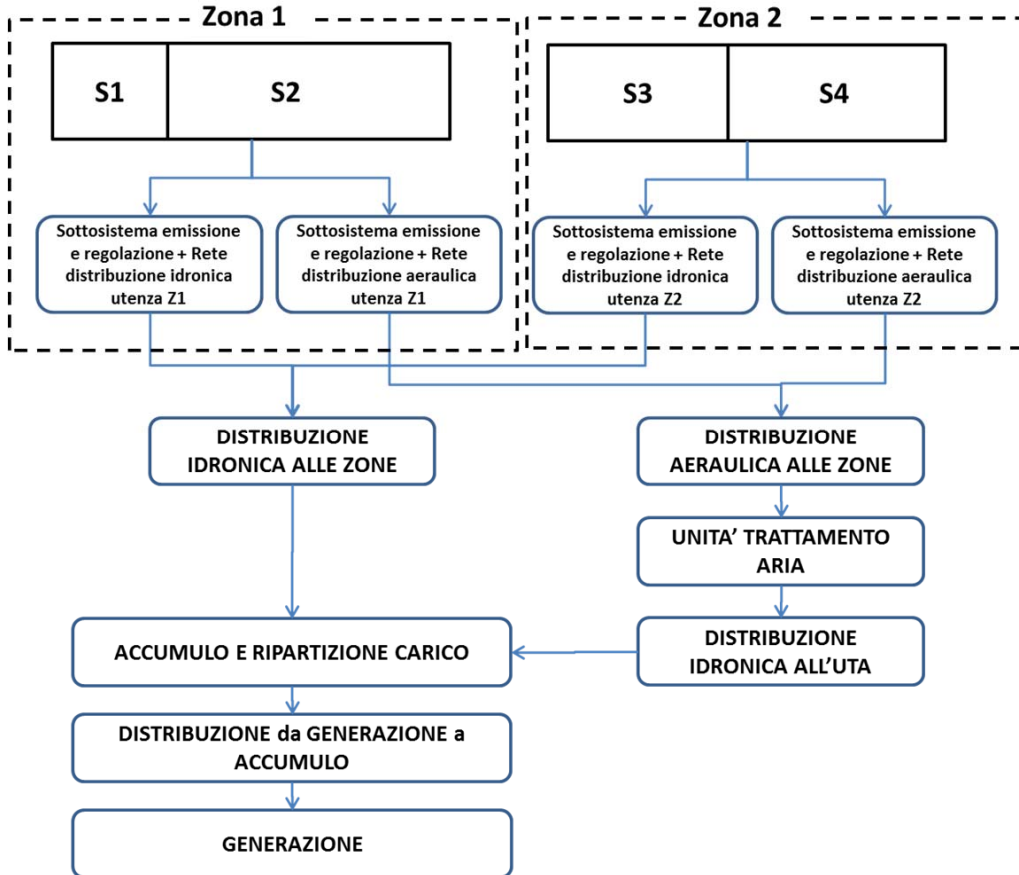 Zona 1
Zona 2
S1
S2
S3
S4
Sottosistema emissione
e regolazione + Rete
distribuzione idronica
utenza Z1
Sottosistema emissione
e regolazione + Rete
distribuzione aeraulica
utenza Z1
Sottosistema emissione
e regolazione + Rete
distribuzione idronica
utenza Z2
Sottosistema emissione
e regolazione + Rete
distribuzione aeraulica
utenza Z2
DISTRIBUZIONE
IDRONICA ALLE ZONE
DISTRIBUZIONE
AERAULICA ALLE ZONE
UNITA’ TRATTAMENTO
ARIA
ACCUMULO E RIPARTIZIONE CARICO
DISTRIBUZIONE
IDRONICA ALL’UTA
DISTRIBUZIONE da GENERAZIONE a
ACCUMULO
GENERAZIONE